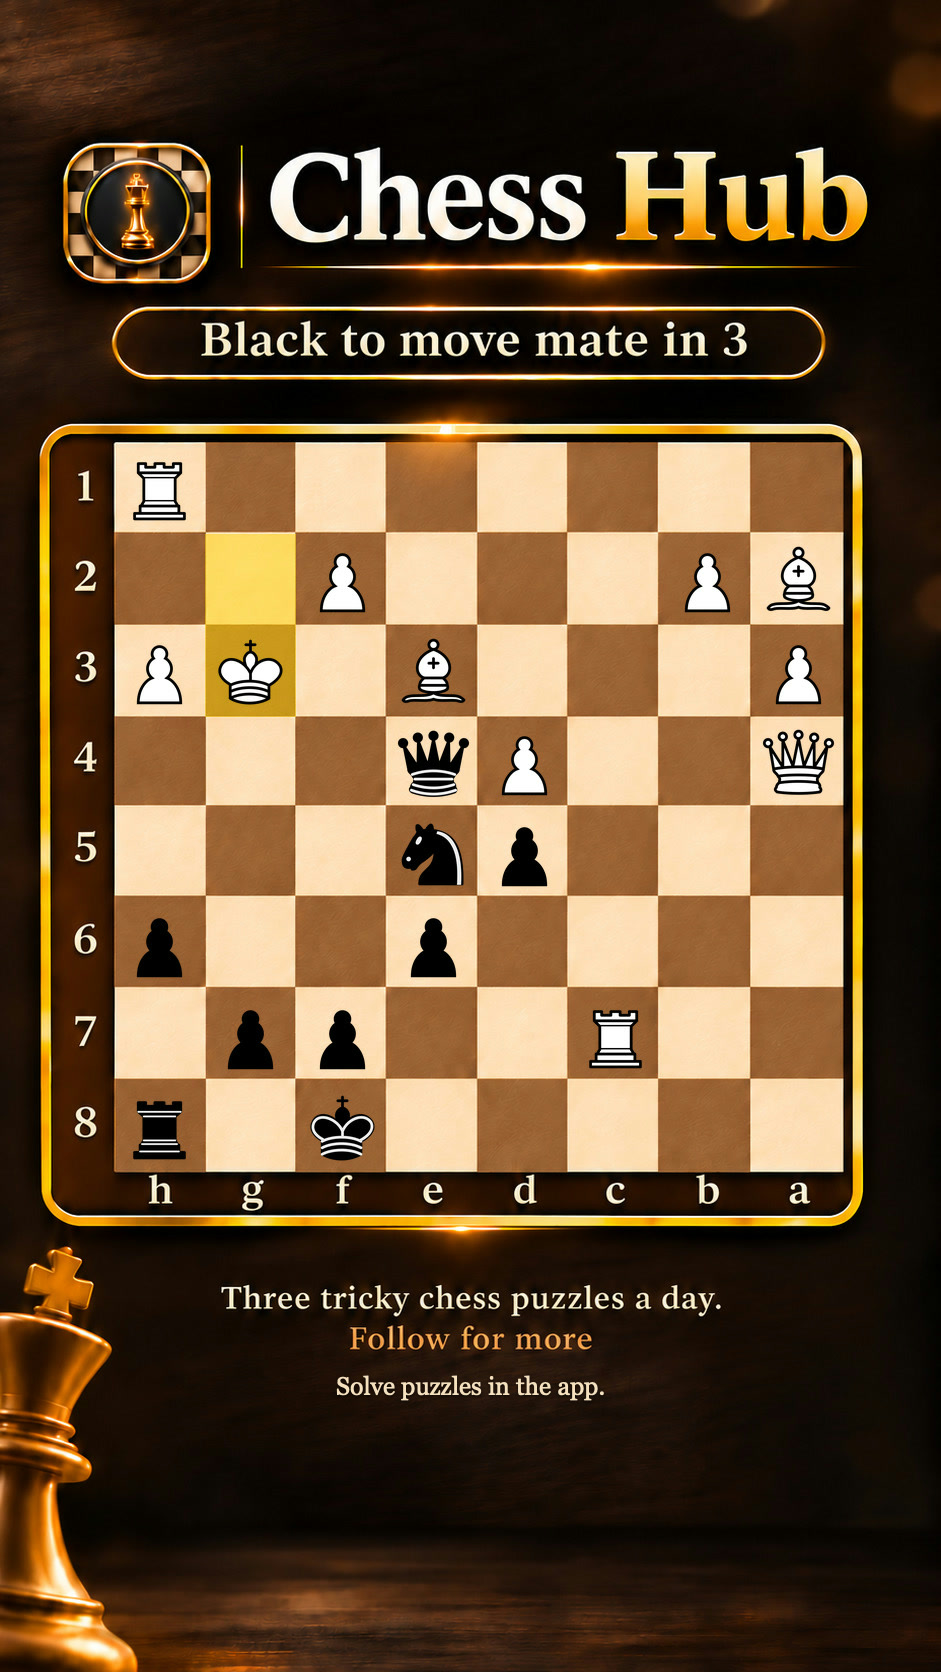 Chess Hub
Black to move mate in 3
1
2
3
4
5
6
7
8
h g f e d c b a
Three tricky chess puzzles a day.
Follow for more
Solve puzzles in the app.